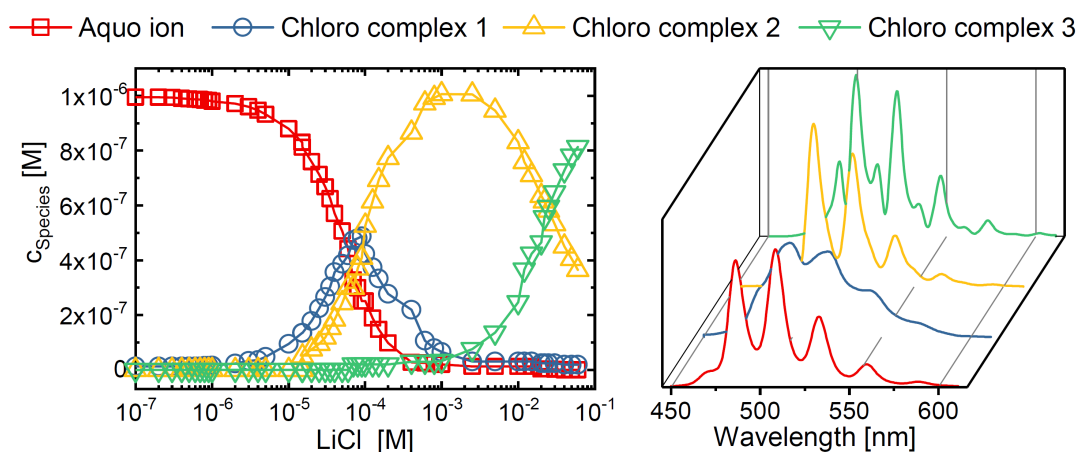 Aquo ion Chloro complex 1 Chloro complex 2 Chloro complex 3
1x10⁻⁶
8x10⁻⁷
6x10⁻⁷
4x10⁻⁷
2x10⁻⁷
0
c_Species [M]
10⁻⁷ 10⁻⁶ 10⁻⁵ 10⁻⁴ 10⁻³ 10⁻² 10⁻¹
LiCl [M]
450 500 550 600
Wavelength [nm]